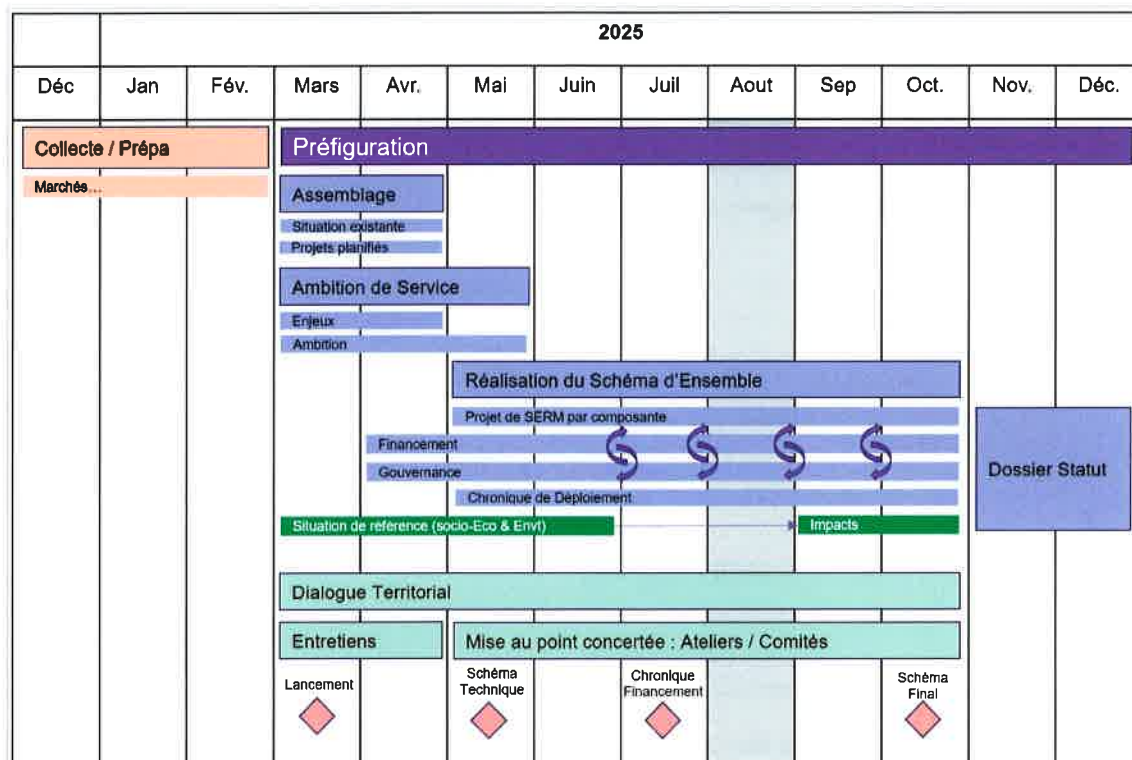 2025
Déc Jan Fév. Mars Avr. Mai Juin Juil Aout Sep Oct. Nov. Déc.
Collecte / Prépa
Préfiguration
Marchés...
Assemblage
Situation existante
Projets planifiés
Ambition de Service
Enjeux
Ambition
Réalisation du Schéma d'Ensemble
Projet de SERM par composante
Financement
Gouvernance
Dossier Statut
Chronique de Déploiement
Situation de référence (socio-Eco & Envt)
Impacts
Dialogue Territorial
Entretiens
Mise au point concertée : Ateliers / Comités
Lancement
Schéma
Technique
Chronique
Financement
Schéma
Final